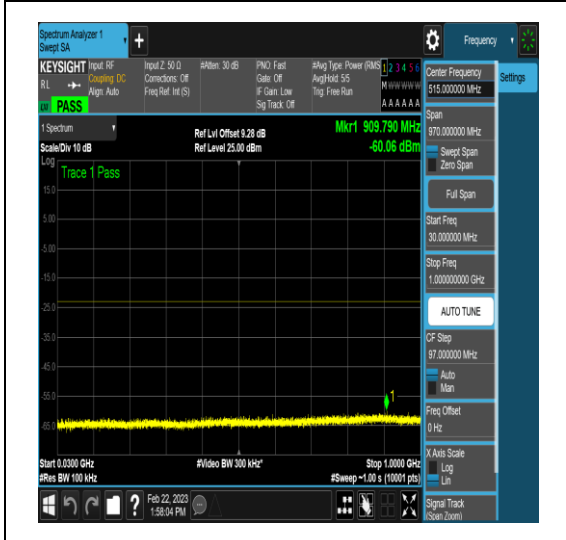 Spectrum Analyzer 1
Swept SA
+
Frequency
KEYSIGHT
RL
PASS
Input: RF
Coupling: DC
Align: Auto
Input Z: 50 Ω
Corrections: Off
Freq Ref: Int (S)
#Atten: 30 dB
PNO: Fast
Gate: Off
IF Gain: Low
Sig Track: Off
#Avg Type: Power (RMS
Avg|Hold: 5/5
Trig: Free Run
1 2 3 4 5 6
M W W W W W
A A A A A A
1 Spectrum
Scale/Div 10 dB
Ref Lvl Offset 9.28 dB
Ref Level 25.00 dBm
Mkr1 909.790 MHz
-60.06 dBm
Log
Trace 1 Pass
15.0
5.00
-5.00
-15.0
-25.0
-35.0
-45.0
-55.0
-65.0
1
Start 0.0300 GHz
#Res BW 100 kHz
#Video BW 300 kHz*
Stop 1.0000 GHz
#Sweep ~1.00 s (10001 pts)
Center Frequency
515.000000 MHz
Settings
Span
970.000000 MHz
Swept Span
Zero Span
Full Span
Start Freq
30.000000 MHz
Stop Freq
1.000000000 GHz
AUTO TUNE
CF Step
97.000000 MHz
Auto
Man
Freq Offset
0 Hz
X Axis Scale
Log
Lin
Signal Track
(Span Zoom)
?
Feb 22, 2023
1:58:04 PM